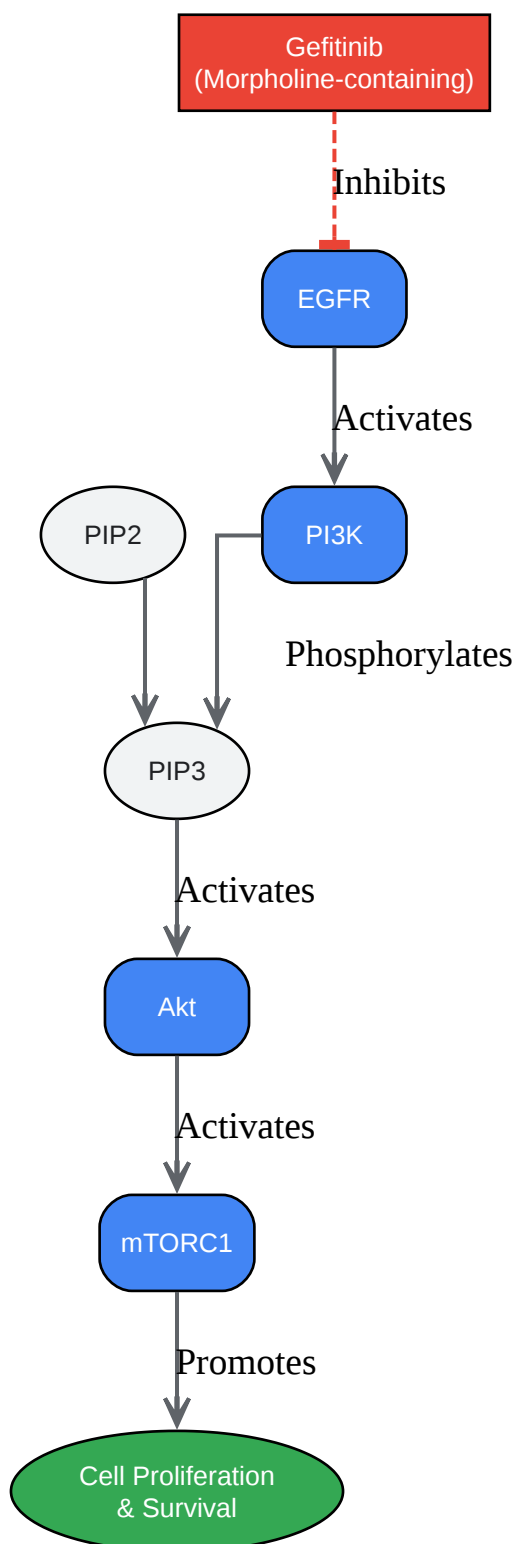 Gefitinib
(Morpholine-containing)
Inhibits
EGFR
Activates
PIP2
PI3K
Phosphorylates
PIP3
Activates
Akt
Activates
mTORC1
Promotes
Cell Proliferation
& Survival